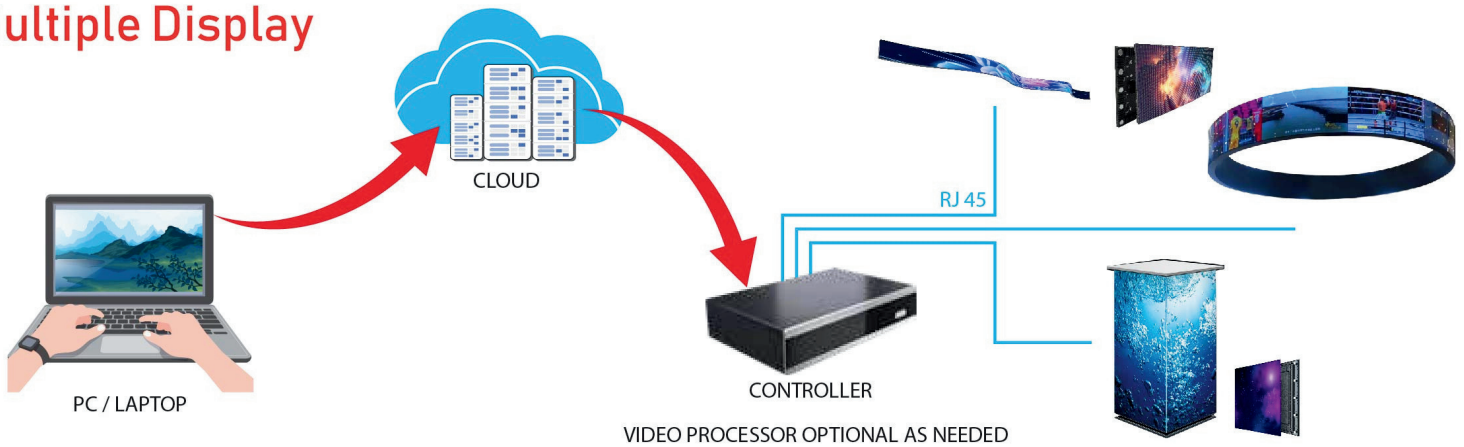 ultiple Display
CLOUD
RJ 45
PC / LAPTOP
CONTROLLER
VIDEO PROCESSOR OPTIONAL AS NEEDED